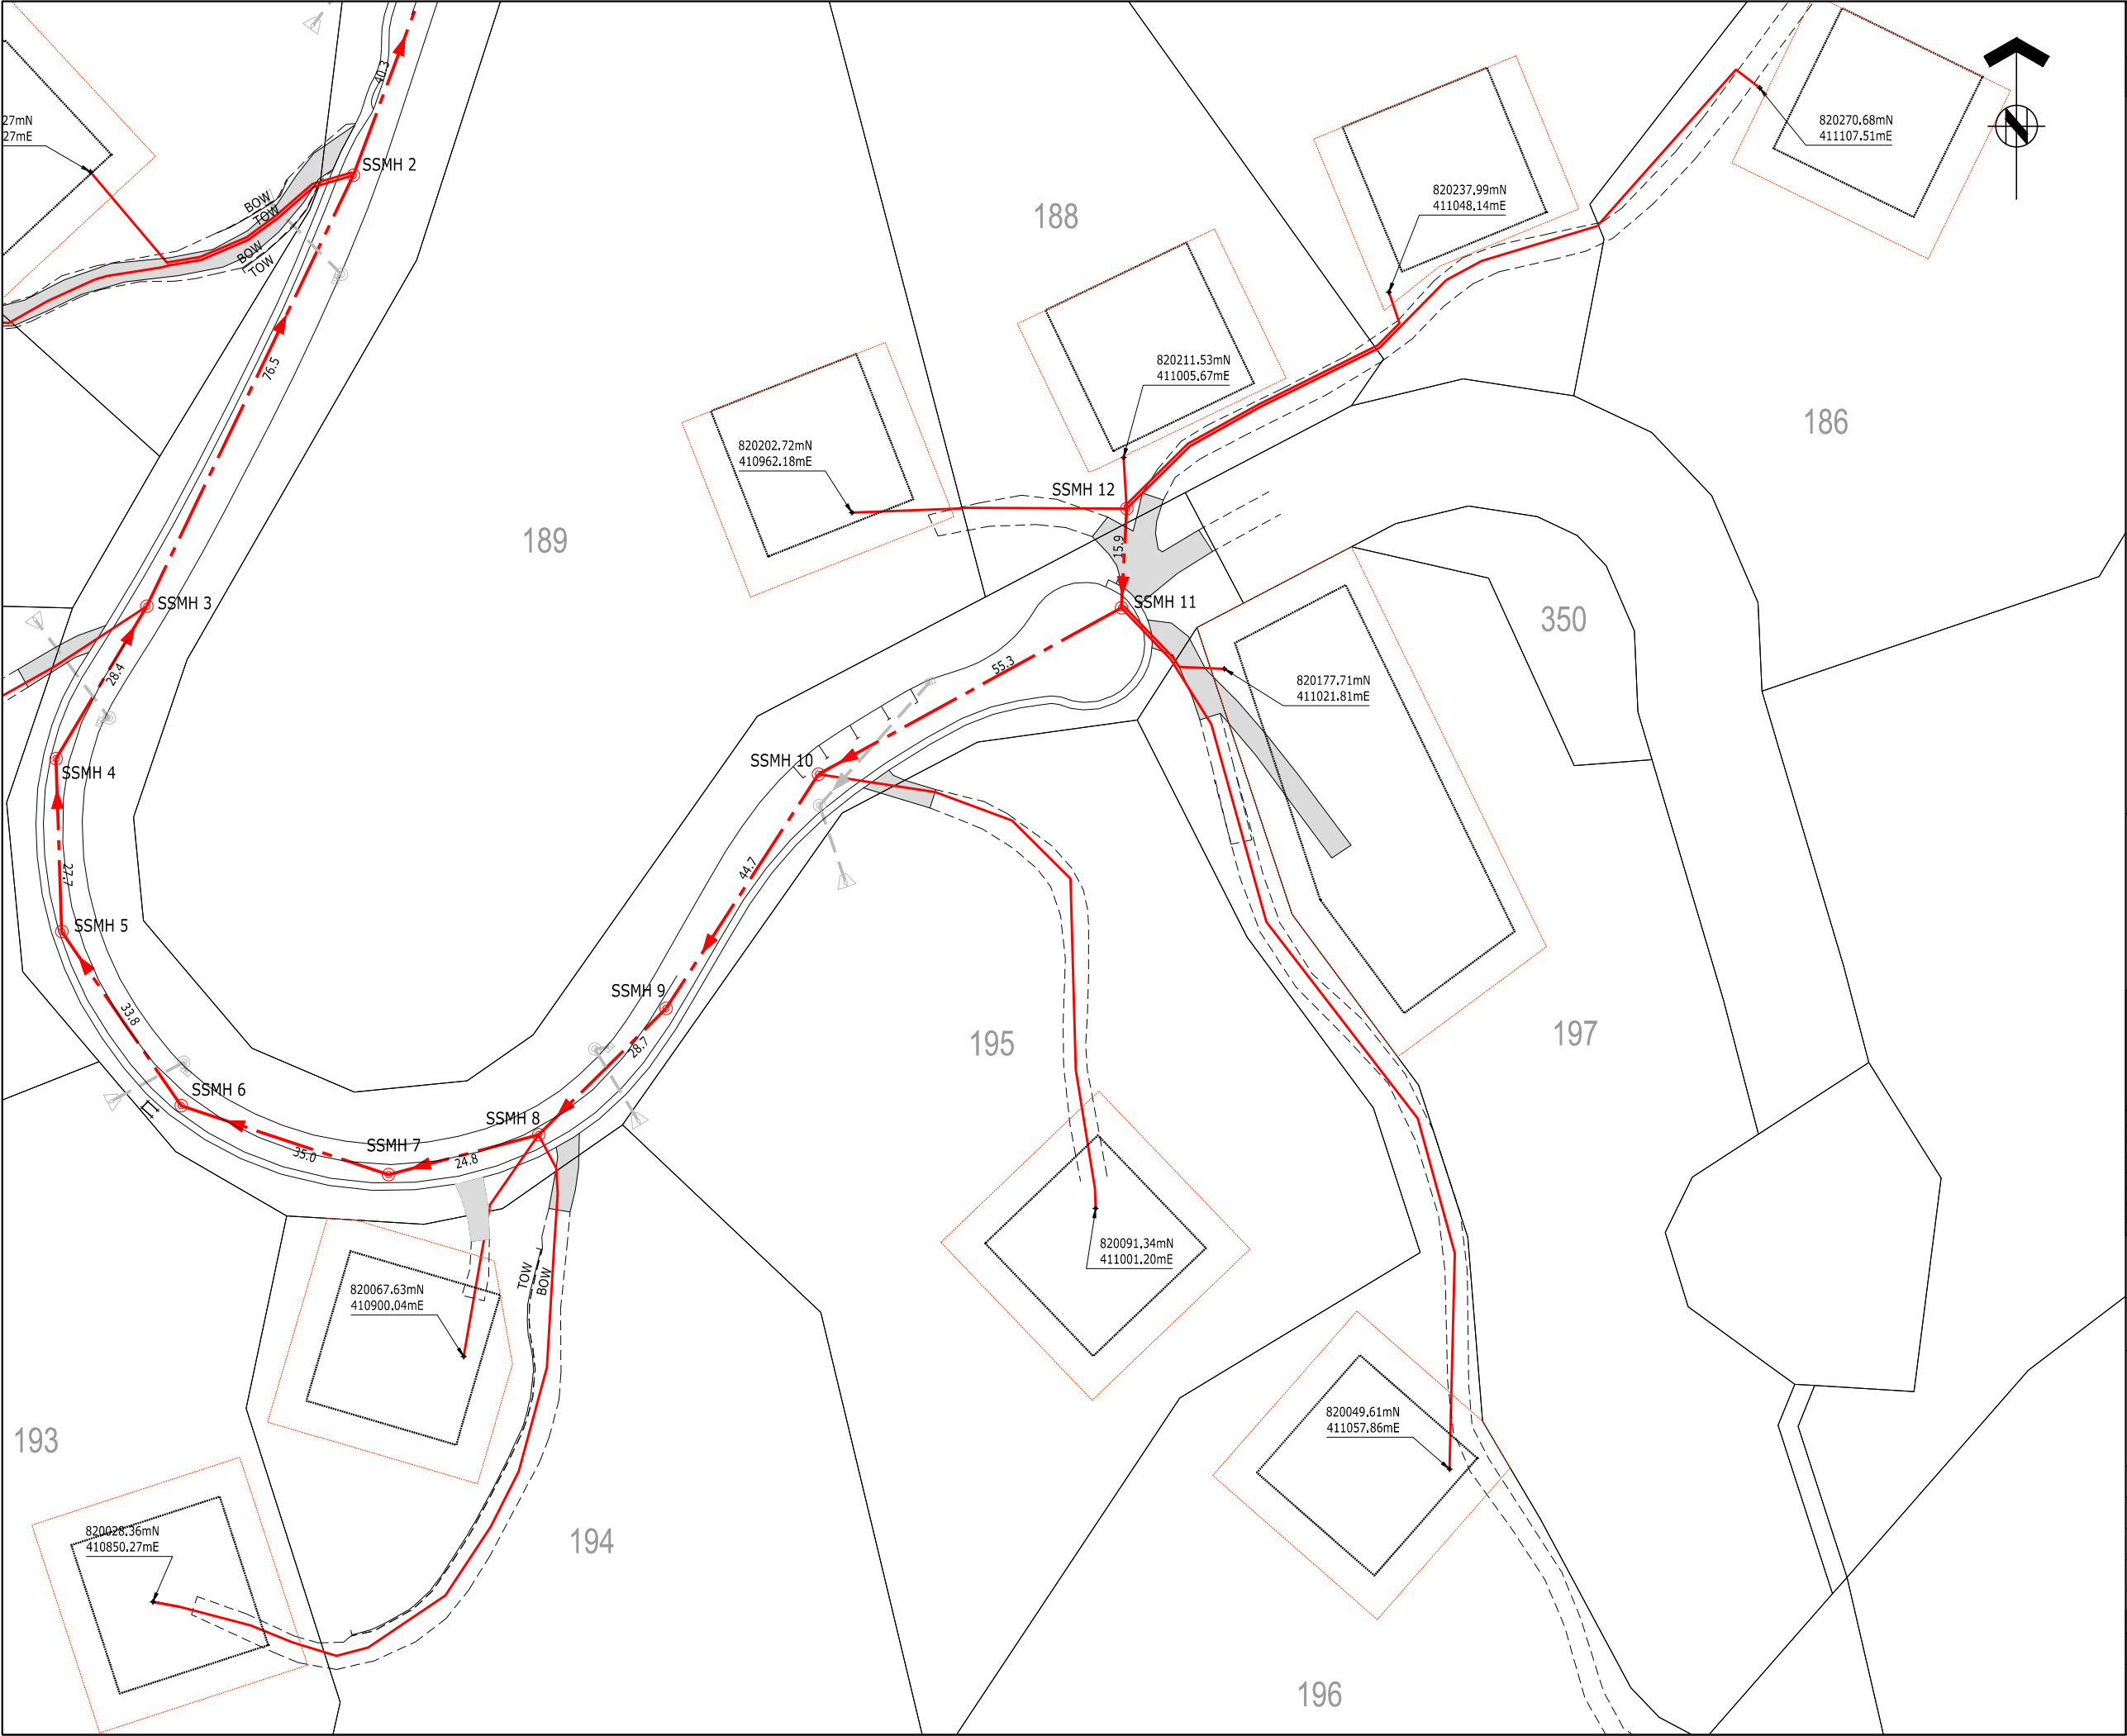 40.3
27mN
27mE
SSMH 2
BOW
TOW
BOW
TOW
76.5
188
820237.99mN
411048.14mE
820270.68mN
411107.51mE
N
820211.53mN
411005.67mE
186
820202.72mN
410962.18mE
SSMH 12
15.9
189
SSMH 3
SSMH 11
350
28.4
55.3
820177.71mN
411021.81mE
SSMH 4
SSMH 10
27.7
44.7
SSMH 5
SSMH 9
33.8
28.7
195
197
SSMH 6
SSMH 8
SSMH 7
35.0
24.8
TOW
BOW
820067.63mN
410900.04mE
820091.34mN
411001.20mE
820049.61mN
411057.86mE
193
820028.36mN
410850.27mE
194
196